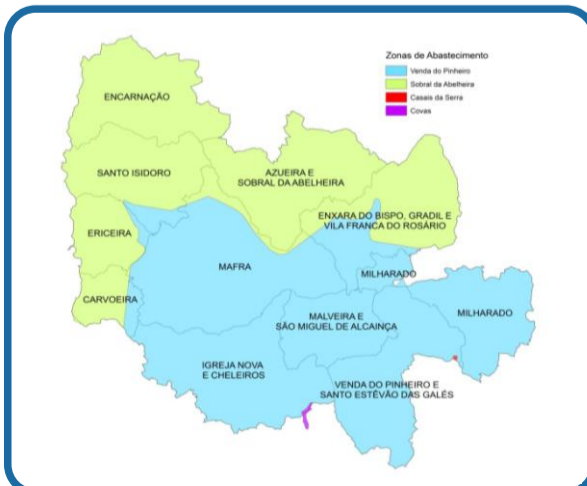 Zonas de Abastecimento
Venda do Pinheiro
Sobral da Abelheira
Casais da Serra
Covas
ENCARNAÇÃO
SANTO ISIDORO
AZUEIRA E
SOBRAL DA ABELHEIRA
ENXARA DO BISPO, GRADIL E
VILA FRANCA DO ROSÁRIO
ERICEIRA
MAFRA
MILHARADO
CARVOEIRA
MALVEIRA E
SÃO MIGUEL DE ALCAINÇA
MILHARADO
IGREJA NOVA
E CHELEIROS
VENDA DO PINHEIRO E
SANTO ESTÊVÃO DAS GALÉS